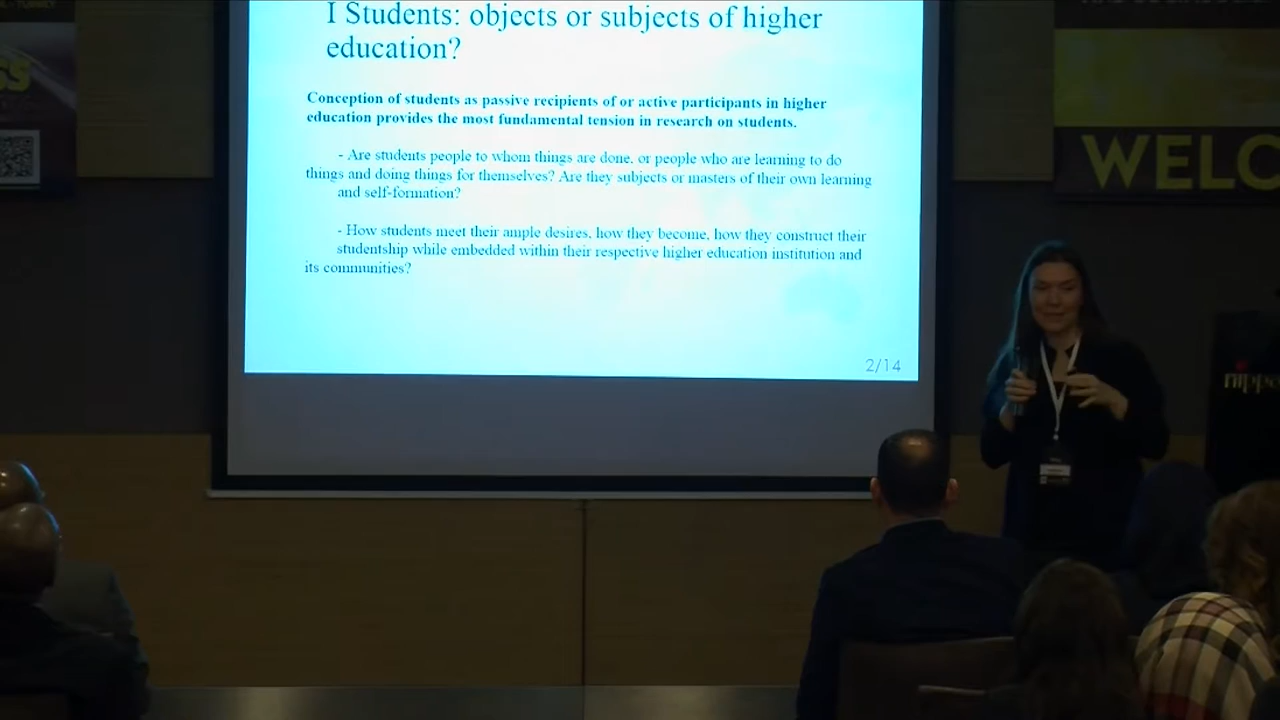 I Students: objects or subjects of higher
education?
Conception of students as passive recipients of or active participants in higher
education provides the most fundamental tension in research on students.
- Are students people to whom things are done, or people who are learning to do
things and doing things for themselves? Are they subjects or masters of their own learning
and self-formation?
- How students meet their ample desires, how they become, how they construct their
studentship while embedded within their respective higher education institution and
its communities?
2/14
WELC
nippo